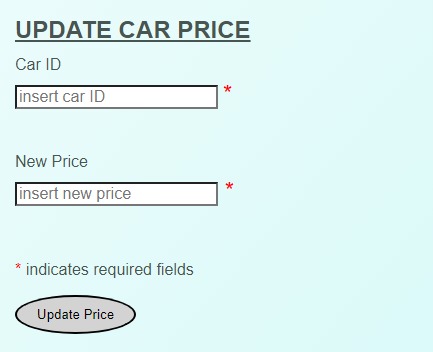 UPDATE CAR PRICE
Car ID
insert car ID *
New Price
insert new price *
* indicates required fields
Update Price